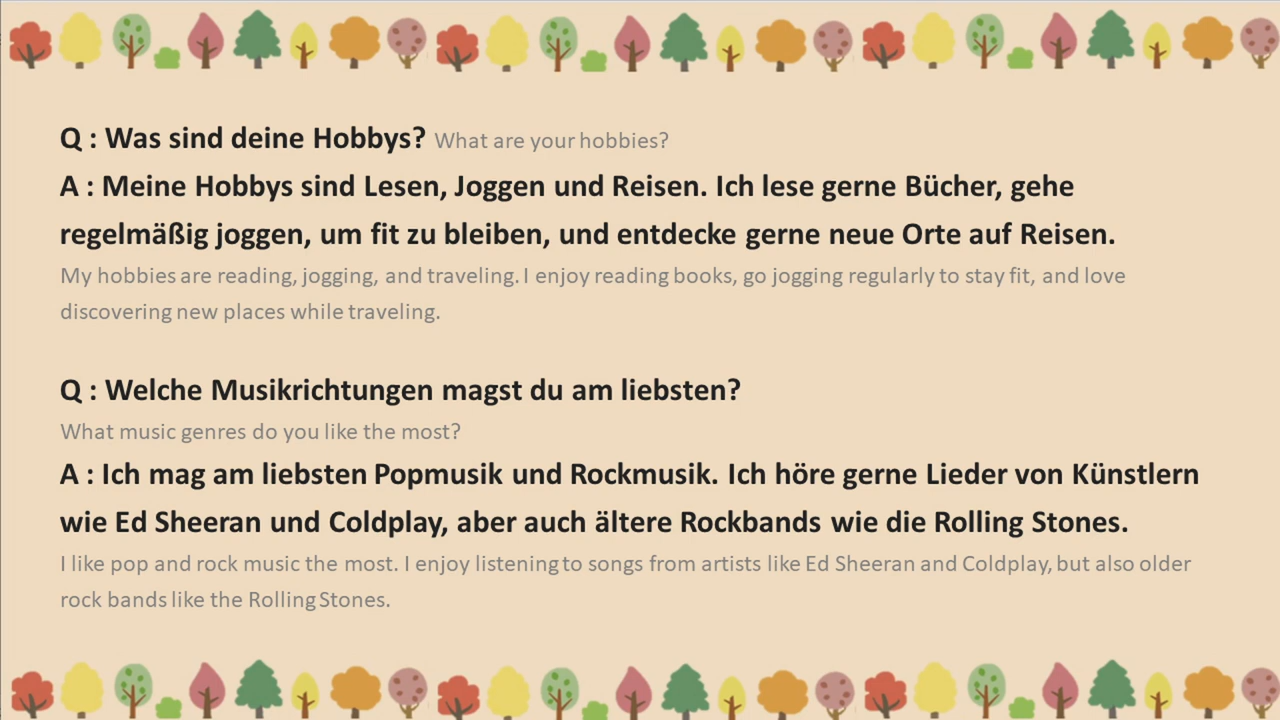 Q : Was sind deine Hobbys? What are your hobbies?
A : Meine Hobbys sind Lesen, Joggen und Reisen. Ich lese gerne Bücher, gehe
regelmäßig joggen, um fit zu bleiben, und entdecke gerne neue Orte auf Reisen.
My hobbies are reading, jogging, and traveling. I enjoy reading books, go jogging regularly to stay fit, and love
discovering new places while traveling.
Q : Welche Musikrichtungen magst du am liebsten?
What music genres do you like the most?
A : Ich mag am liebsten Popmusik und Rockmusik. Ich höre gerne Lieder von Künstlern
wie Ed Sheeran und Coldplay, aber auch ältere Rockbands wie die Rolling Stones.
I like pop and rock music the most. I enjoy listening to songs from artists like Ed Sheeran and Coldplay, but also older
rock bands like the Rolling Stones.